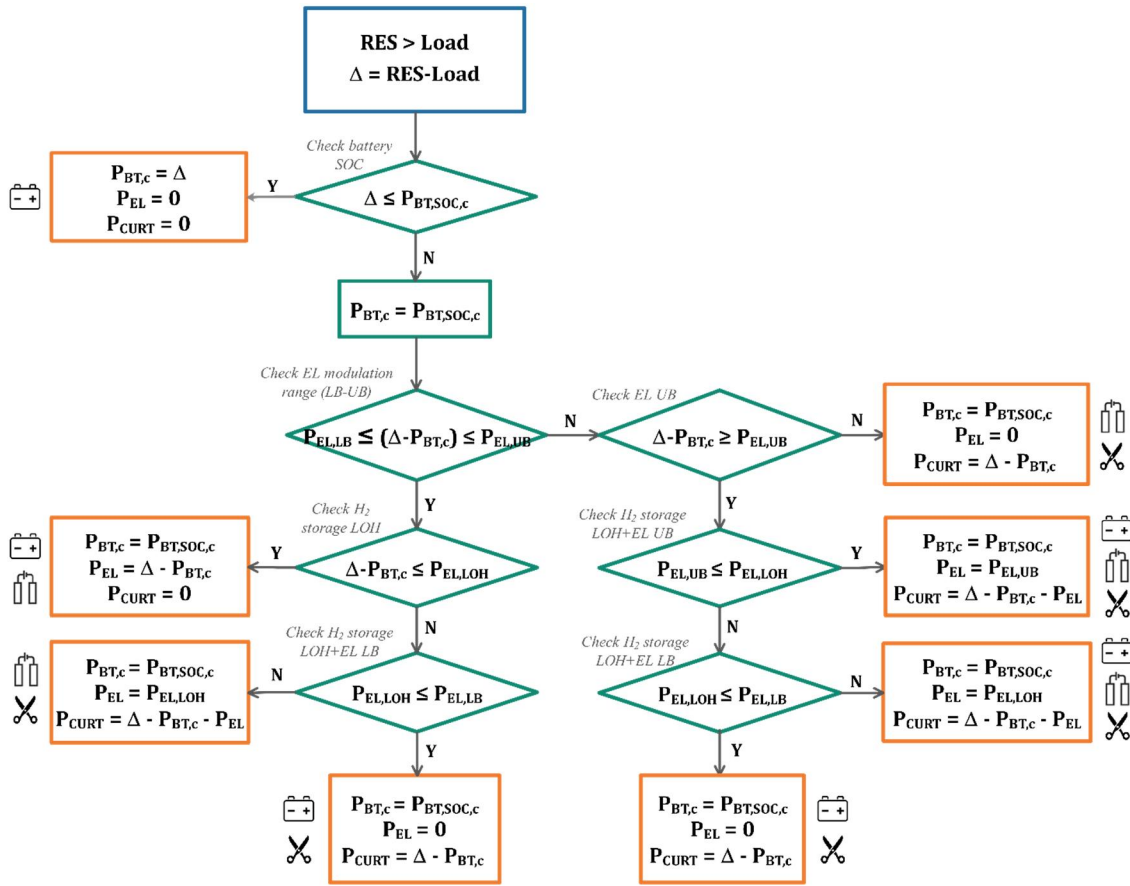 RES > Load
Δ = RES-Load
Check battery
SOC
P_BT,c = Δ
P_EL = 0
P_CURT = 0
Y
Δ ≤ P_BT,SOC,c
N
P_BT,c = P_BT,SOC,c
Check EL modulation
range (LB-UB)
P_EL,LB ≤ (Δ-P_BT,c) ≤ P_EL,UB
N
Check EL UB
Δ-P_BT,c ≥ P_EL,UB
N
P_BT,c = P_BT,SOC,c
P_EL = 0
P_CURT = Δ - P_BT,c
Y
Y
Check H₂
storage LOH
P_BT,c = P_BT,SOC,c
P_EL = Δ - P_BT,c
P_CURT = 0
Y
Δ-P_BT,c ≤ P_EL,LOH
N
Check H₂ storage
LOH+EL UB
P_EL,UB ≤ P_EL,LOH
Y
P_BT,c = P_BT,SOC,c
P_EL = P_EL,UB
P_CURT = Δ - P_BT,c - P_EL
N
Check H₂ storage
LOH+EL LB
P_BT,c = P_BT,SOC,c
P_EL = P_EL,LOH
P_CURT = Δ - P_BT,c - P_EL
N
P_EL,LOH ≤ P_EL,LB
Y
Check H₂ storage
LOH+EL LB
P_EL,LOH ≤ P_EL,LB
N
P_BT,c = P_BT,SOC,c
P_EL = P_EL,LOH
P_CURT = Δ - P_BT,c - P_EL
Y
P_BT,c = P_BT,SOC,c
P_EL = 0
P_CURT = Δ - P_BT,c
P_BT,c = P_BT,SOC,c
P_EL = 0
P_CURT = Δ - P_BT,c